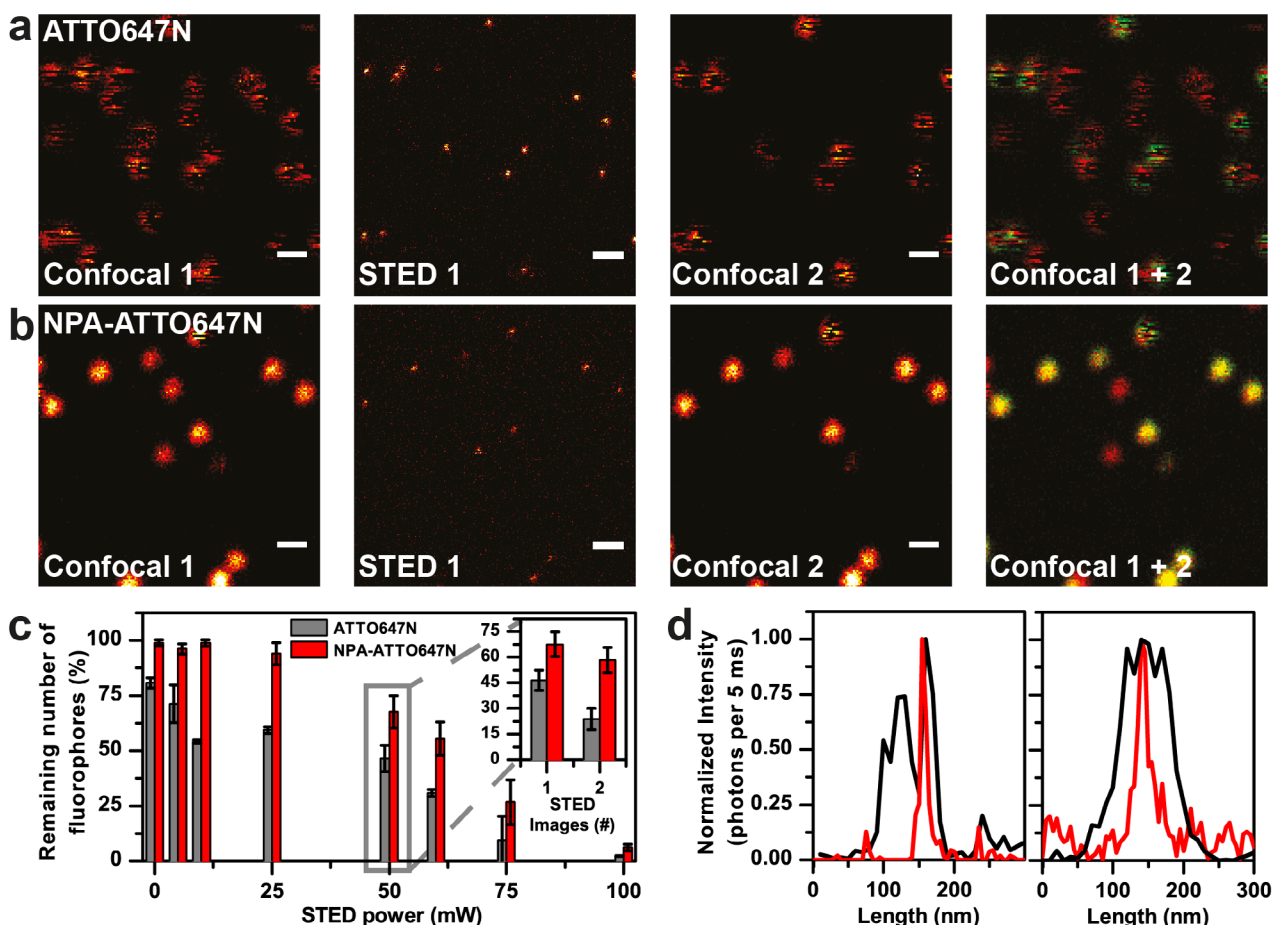 a
ATTO647N
Confocal 1
STED 1
Confocal 2
Confocal 1 + 2
b
NPA-ATTO647N
Confocal 1
STED 1
Confocal 2
Confocal 1 + 2
c
Remaining number of
fluorophores (%)
100
75
50
25
0
ATTO647N
NPA-ATTO647N
75
60
45
30
15
0
1
2
STED
Images (#)
0
25
50
75
100
STED power (mW)
d
Normalized Intensity
(photons per 5 ms)
1.00
0.75
0.50
0.25
0.00
0
100
200
Length (nm)
0
100
200
300
Length (nm)